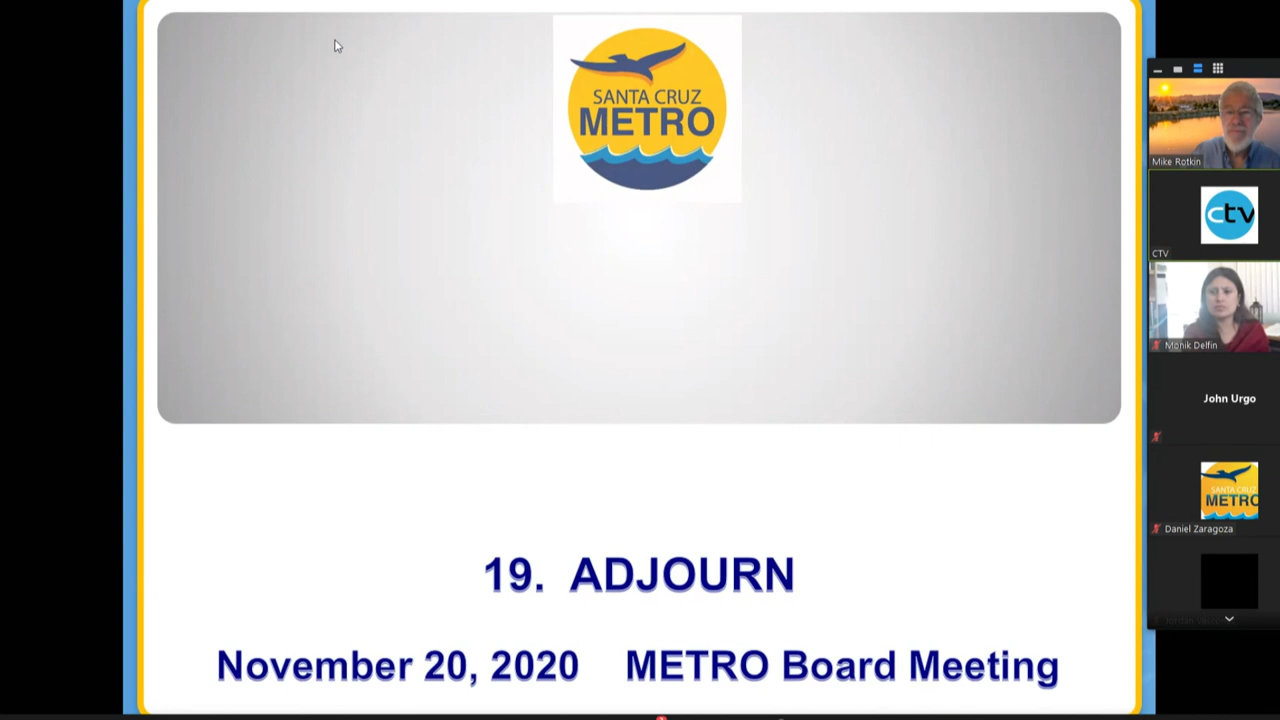 SANTA CRUZ
METRO
19. ADJOURN
November 20, 2020 METRO Board Meeting
Mike Rotkin
ctv
CTV
Monik Delfin
John Urgo
SANTA CRUZ
METRO
Daniel Zaragoza